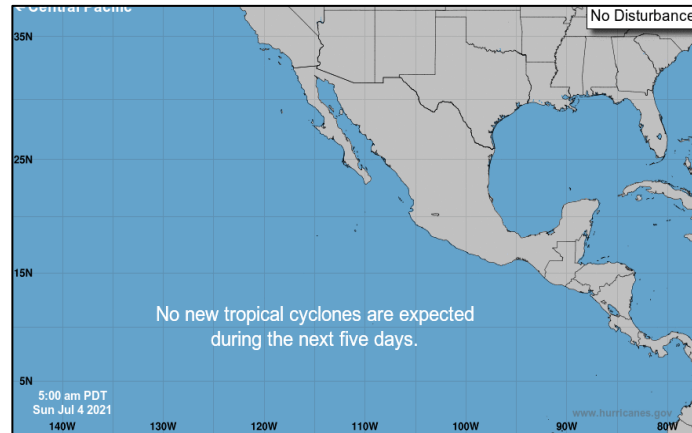 ← Central Pacific
No Disturbance
35N
25N
15N
No new tropical cyclones are expected
during the next five days.
5N
5:00 am PDT
Sun Jul 4 2021
www.hurricanes.gov
140W 130W 120W 110W 100W 90W 80W